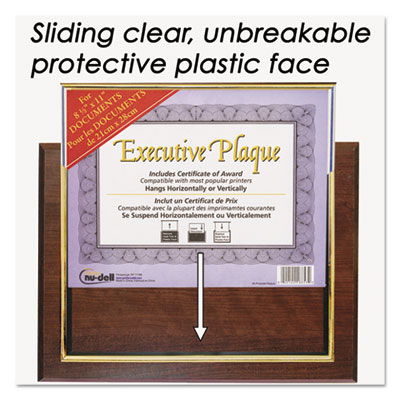 Sliding clear, unbreakable
protective plastic face
For
8½" x 11"
DOCUMENTS
Pour les DOCUMENTS
de 21cm x 28cm
Executive Plaque
Includes Certificate of Award
Compatible with most popular printers
Hangs Horizontally or Vertically
Inclut un Certificat de Prix
Compatible avec la plupart des imprimantes courantes
Se Suspend Horizontalement ou Verticalement
nu-dell